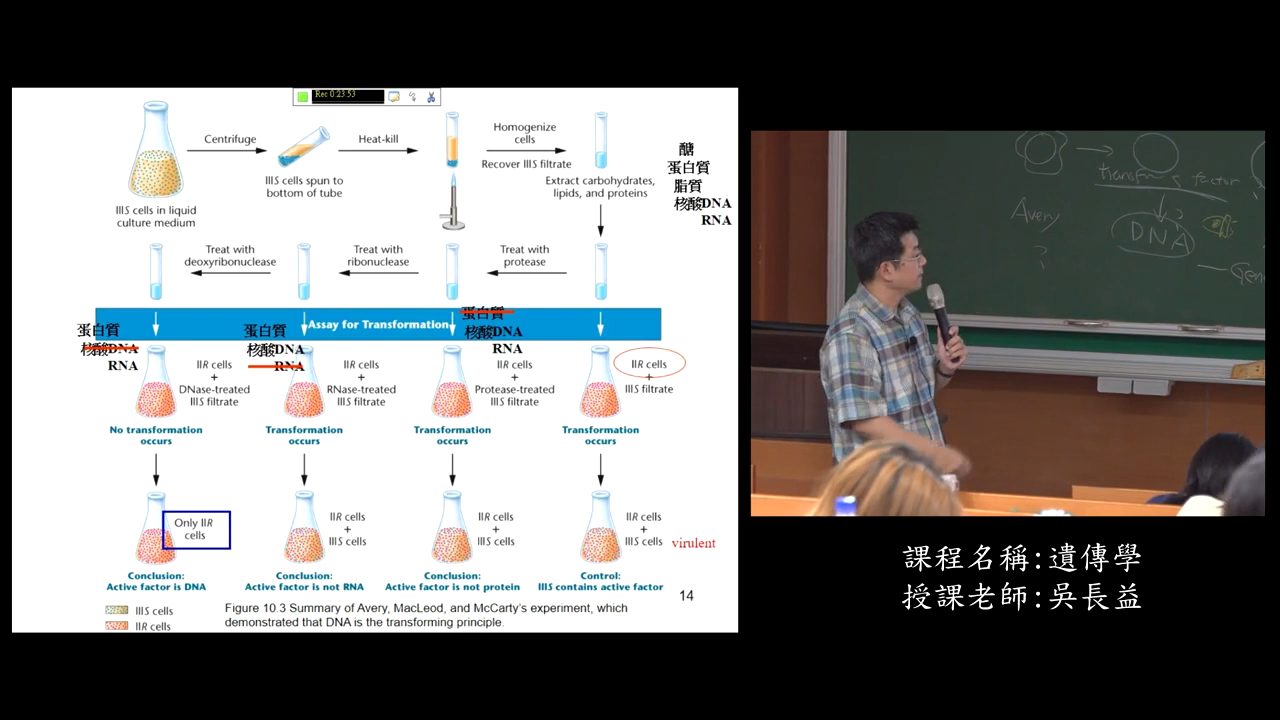 Rec 0:23:53
Centrifuge
Heat-kill
Homogenize
cells
Recover IIIS filtrate
IIIS cells in liquid
culture medium
IIIS cells spun to
bottom of tube
Extract carbohydrates,
lipids, and proteins
醣
蛋白質
脂質
核酸DNA
RNA
Treat with
deoxyribonuclease
Treat with
ribonuclease
Treat with
protease
Assay for Transformation
蛋白質
核酸DNA
RNA
蛋白質
核酸DNA
RNA
蛋白質
核酸DNA
RNA
IIR cells
+
DNase-treated
IIIS filtrate
IIR cells
+
RNase-treated
IIIS filtrate
IIR cells
+
Protease-treated
IIIS filtrate
IIR cells
+
IIIS filtrate
No transformation
occurs
Transformation
occurs
Transformation
occurs
Transformation
occurs
Only IIR
cells
IIR cells
+
IIIS cells
IIR cells
+
IIIS cells
IIR cells
+
IIIS cells
virulent
Conclusion:
Active factor is DNA
Conclusion:
Active factor is not RNA
Conclusion:
Active factor is not protein
Control:
IIIS contains active factor
IIIS cells
IIR cells
Figure 10.3 Summary of Avery, MacLeod, and McCarty's experiment, which
demonstrated that DNA is the transforming principle.
14
factor
Avery
?
DNA
?
課程名稱:遺傳學
授課老師:吳長益